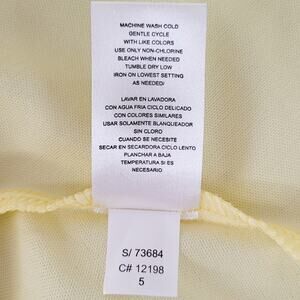 MACHINE WASH COLD
GENTLE CYCLE
WITH LIKE COLORS
USE ONLY NON-CHLORINE
BLEACH WHEN NEEDED
TUMBLE DRY LOW
IRON ON LOWEST SETTING
AS NEEDED/
LAVAR EN LAVADORA
CON AGUA FRIA CICLO DELICADO
CON COLORES SIMILARES
USAR SOLAMENTE BLANQUEADOR
SIN CLORO
CUANDO SE NECESITE
SECAR EN SECARDORA CICLO LENTO
PLANCHAR A BAJA
TEMPERATURA SI ES
NECESARIO
S/ 73684
C# 12198
5